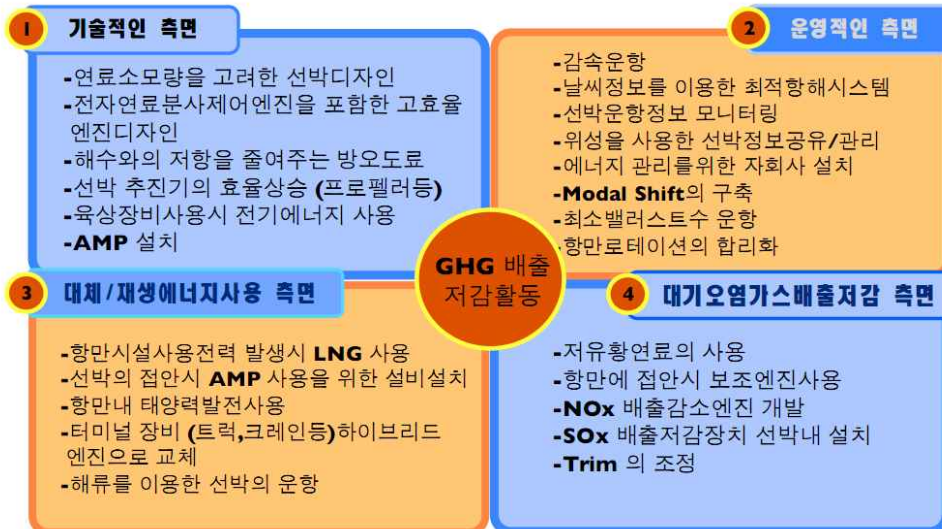 1 기술적인 측면
-연료소모량을 고려한 선박디자인
-전자연료분사제어엔진을 포함한 고효율
엔진디자인
-해수와의 저항을 줄여주는 방오도료
-선박 추진기의 효율상승 (프로펠러등)
-육상장비사용시 전기에너지 사용
-AMP 설치
2 운영적인 측면
-감속운항
-날씨정보를 이용한 최적항해시스템
-선박운항정보 모니터링
-위성을 사용한 선박정보공유/관리
-에너지 관리를위한 자회사 설치
-Modal Shift의 구축
-최소밸러스트수 운항
-항만로테이션의 합리화
GHG 배출
저감활동
3 대체/재생에너지사용 측면
-항만시설사용전력 발생시 LNG 사용
-선박의 접안시 AMP 사용을 위한 설비설치
-항만내 태양력발전사용
-터미널 장비 (트럭,크레인등)하이브리드
엔진으로 교체
-해류를 이용한 선박의 운항
4 대기오염가스배출저감 측면
-저유황연료의 사용
-항만에 접안시 보조엔진사용
-NOx 배출감소엔진 개발
-SOx 배출저감장치 선박내 설치
-Trim 의 조정